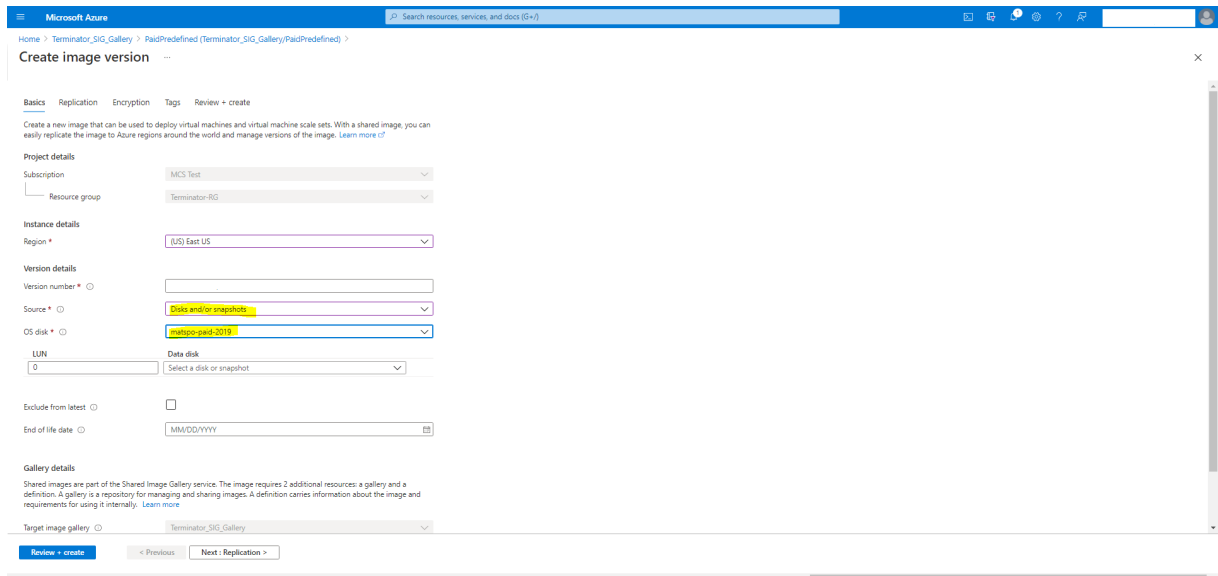 Microsoft Azure
Search resources, services, and docs (G+/)
Home > Terminator_SIG_Gallery > PaidPredefined (Terminator_SIG_Gallery/PaidPredefined) >
Create image version ...
Basics Replication Encryption Tags Review + create
Create a new image that can be used to deploy virtual machines and virtual machine scale sets. With a shared image, you can
easily replicate the image to Azure regions around the world and manage versions of the image. Learn more
Project details
Subscription MCS Test
Resource group Terminator-RG
Instance details
Region * (US) East US
Version details
Version number *
Source * Disks and/or snapshots
OS disk * matspo-paid-2019
LUN Data disk
0 Select a disk or snapshot
Exclude from latest
End of life date MM/DD/YYYY
Gallery details
Shared images are part of the Shared Image Gallery service. The image requires 2 additional resources: a gallery and a
definition. A gallery is a repository for managing and sharing images. A definition carries information about the image and
requirements for using it internally. Learn more
Target image gallery Terminator_SIG_Gallery
Review + create < Previous Next : Replication >